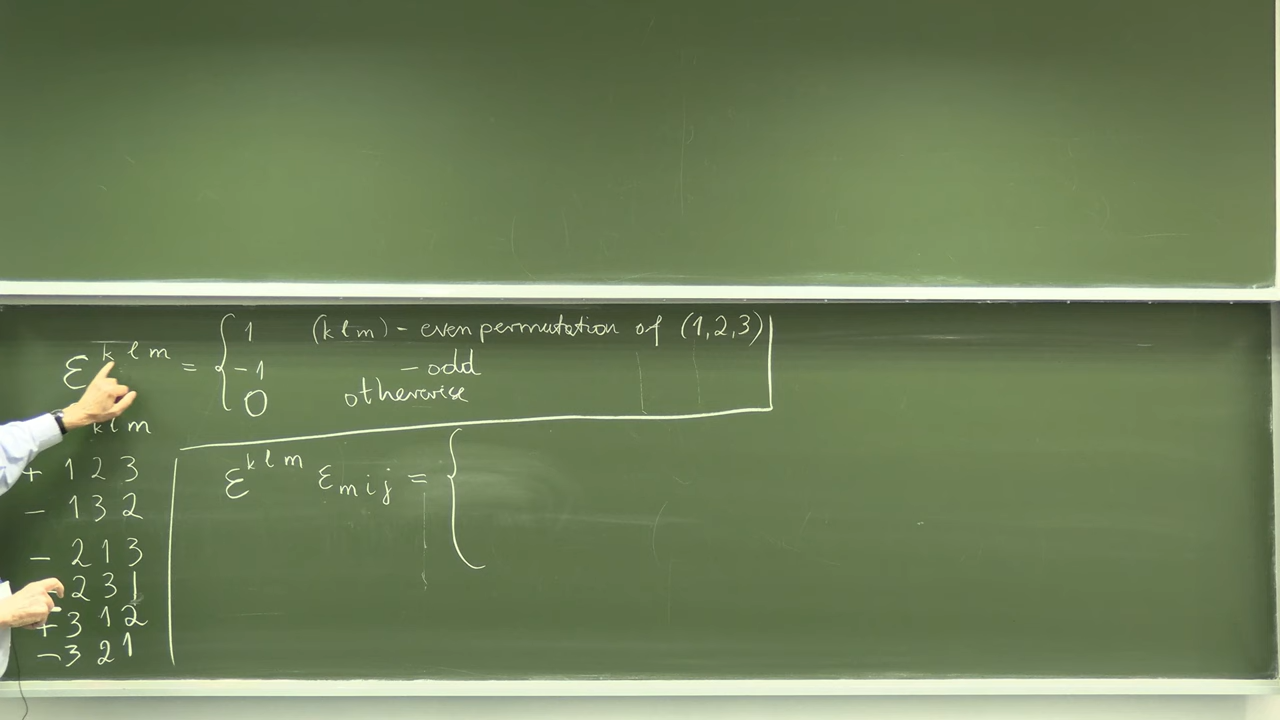 ε^{klm} = { 1 (klm) – even permutation of (1,2,3)
-1 – odd
0 otherwise
k l m
+ 1 2 3
- 1 3 2
- 2 1 3
2 3 1
+ 3 1 2
- 3 2 1
ε^{klm} ε_{mij} = {